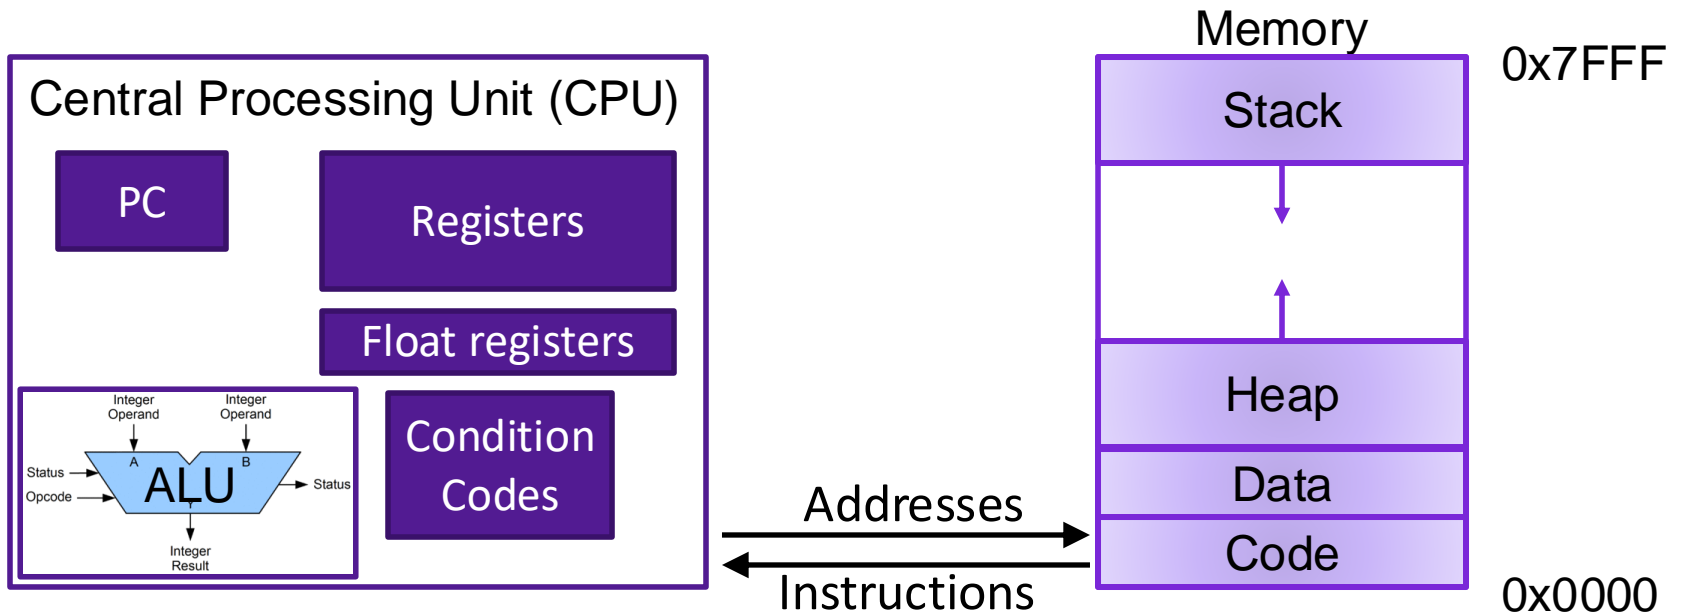 Central Processing Unit (CPU)
PC
Registers
Float registers
Condition
Codes
Integer
Operand
Integer
Operand
A
B
Status
Opcode
ALU
Y
Status
Integer
Result
Addresses
Instructions
Memory
0x7FFF
Stack
Heap
Data
Code
0x0000